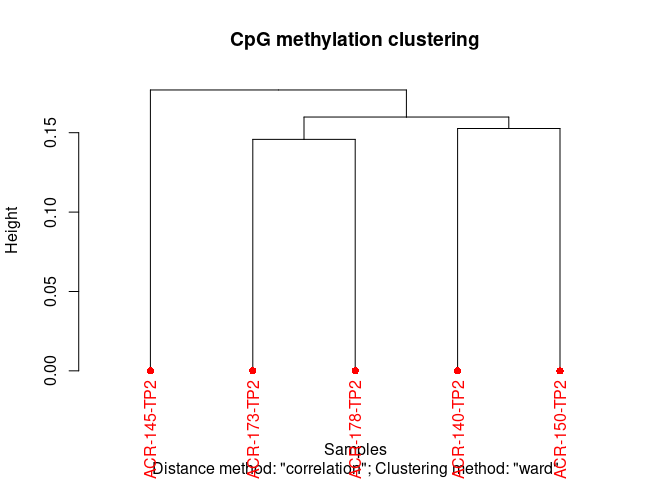 CpG methylation clustering
Height
0.15
0.10
0.05
0.00
ACR-145-TP2
ACR-173-TP2
ACR-178-TP2
ACR-140-TP2
ACR-150-TP2
Samples
Distance method: "correlation"; Clustering method: "ward"